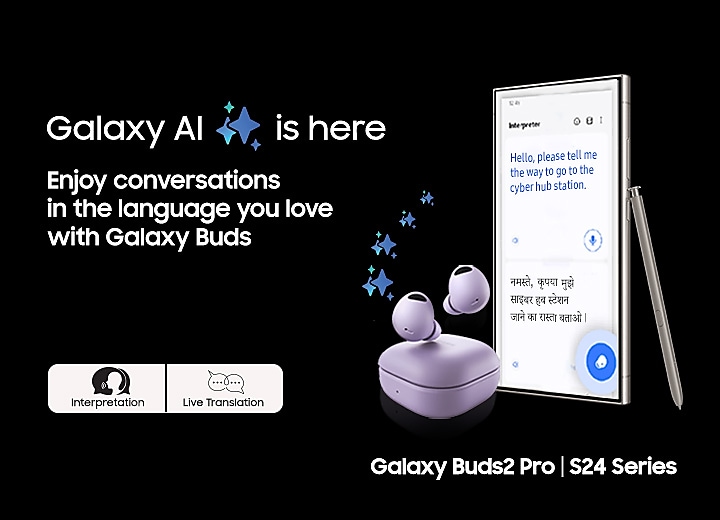 Galaxy AI is here
Enjoy conversations
in the language you love
with Galaxy Buds
Interpretation
Live Translation
Interpreter
Hello, please tell me
the way to go to the
cyber hub station.
नमस्ते, कृपया मुझे
साइबर हब स्टेशन
जाने का रास्ता बताओ।
Galaxy Buds2 Pro | S24 Series